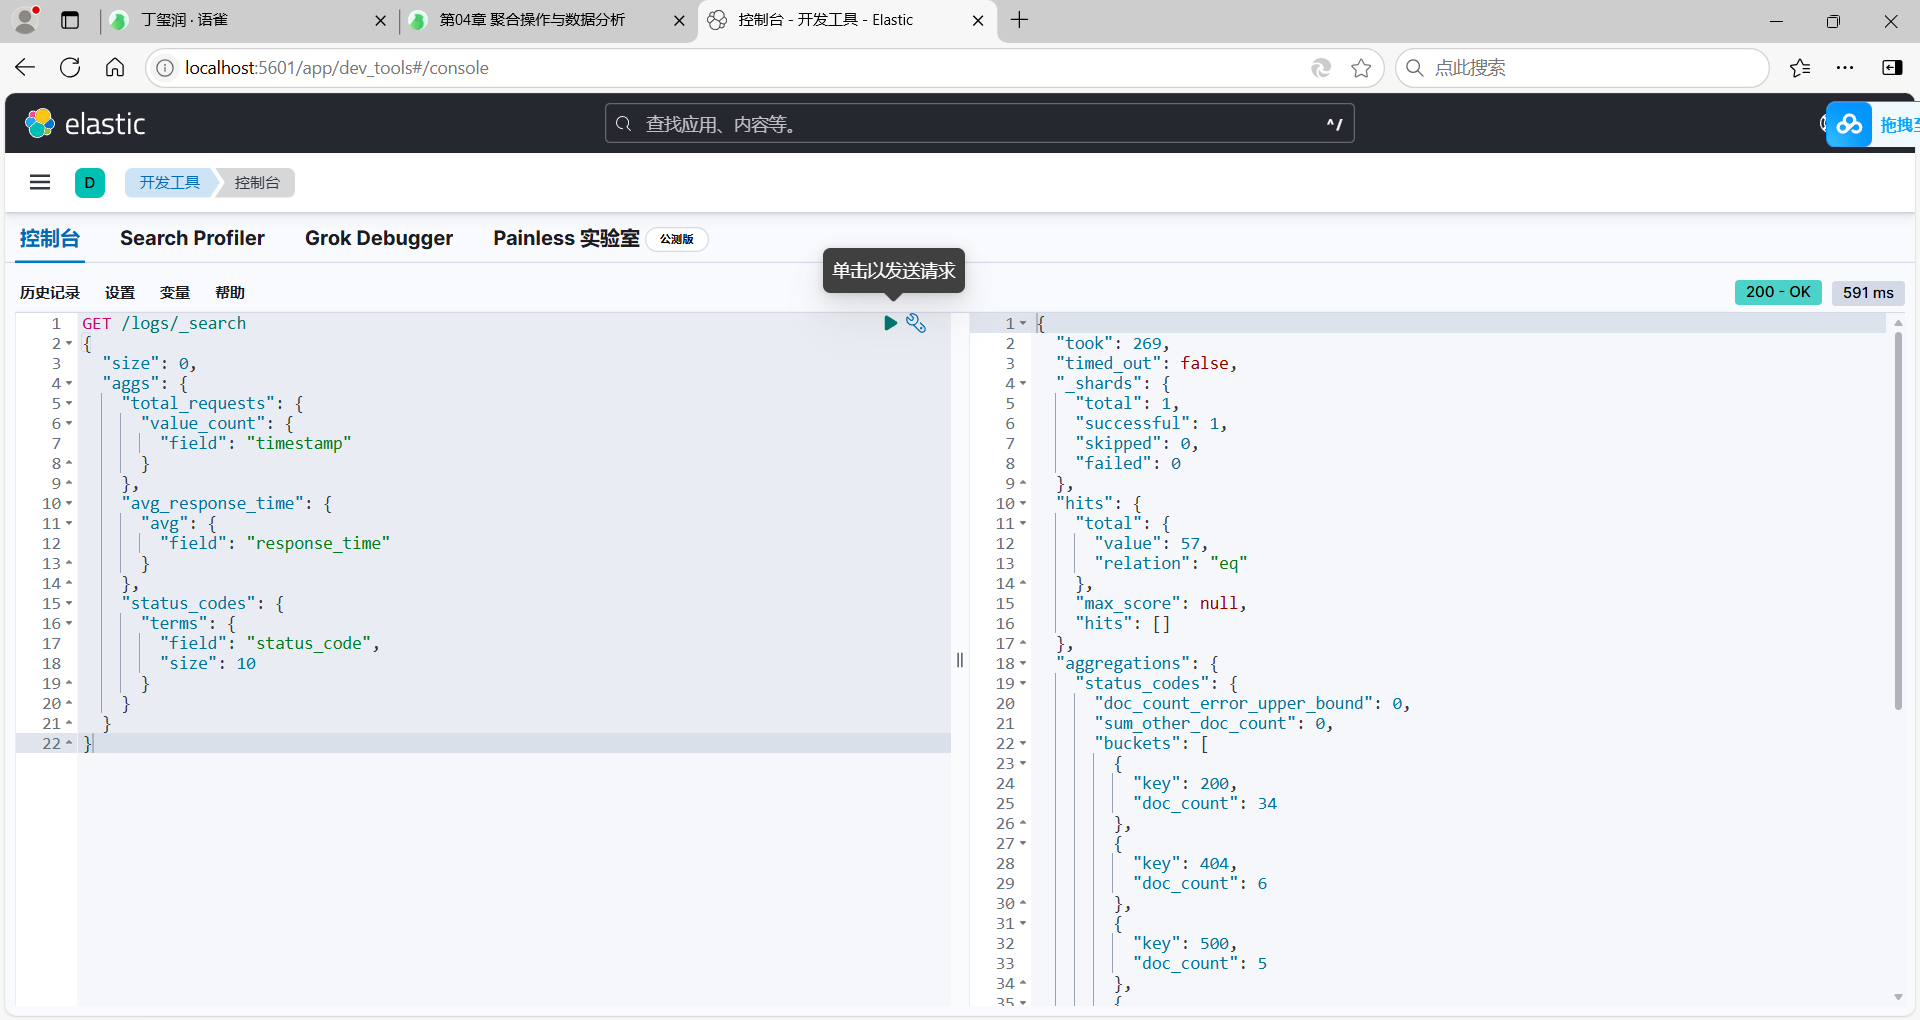 丁玺润 · 语雀
第04章 聚合操作与数据分析
控制台 - 开发工具 - Elastic
localhost:5601/app/dev_tools#/console
点此搜索
elastic
查找应用、内容等。
^/
拖拽至
D
开发工具
控制台
控制台
Search Profiler
Grok Debugger
Painless 实验室
公测版
单击以发送请求
历史记录
设置
变量
帮助
200 - OK
591 ms
1 GET /logs/_search
2 {
3 "size": 0,
4 "aggs": {
5 "total_requests": {
6 "value_count": {
7 "field": "timestamp"
8 }
9 },
10 "avg_response_time": {
11 "avg": {
12 "field": "response_time"
13 }
14 },
15 "status_codes": {
16 "terms": {
17 "field": "status_code",
18 "size": 10
19 }
20 }
21 }
22 }
1 {
2 "took": 269,
3 "timed_out": false,
4 "_shards": {
5 "total": 1,
6 "successful": 1,
7 "skipped": 0,
8 "failed": 0
9 },
10 "hits": {
11 "total": {
12 "value": 57,
13 "relation": "eq"
14 },
15 "max_score": null,
16 "hits": []
17 },
18 "aggregations": {
19 "status_codes": {
20 "doc_count_error_upper_bound": 0,
21 "sum_other_doc_count": 0,
22 "buckets": [
23 {
24 "key": 200,
25 "doc_count": 34
26 },
27 {
28 "key": 404,
29 "doc_count": 6
30 },
31 {
32 "key": 500,
33 "doc_count": 5
34 },
35 {